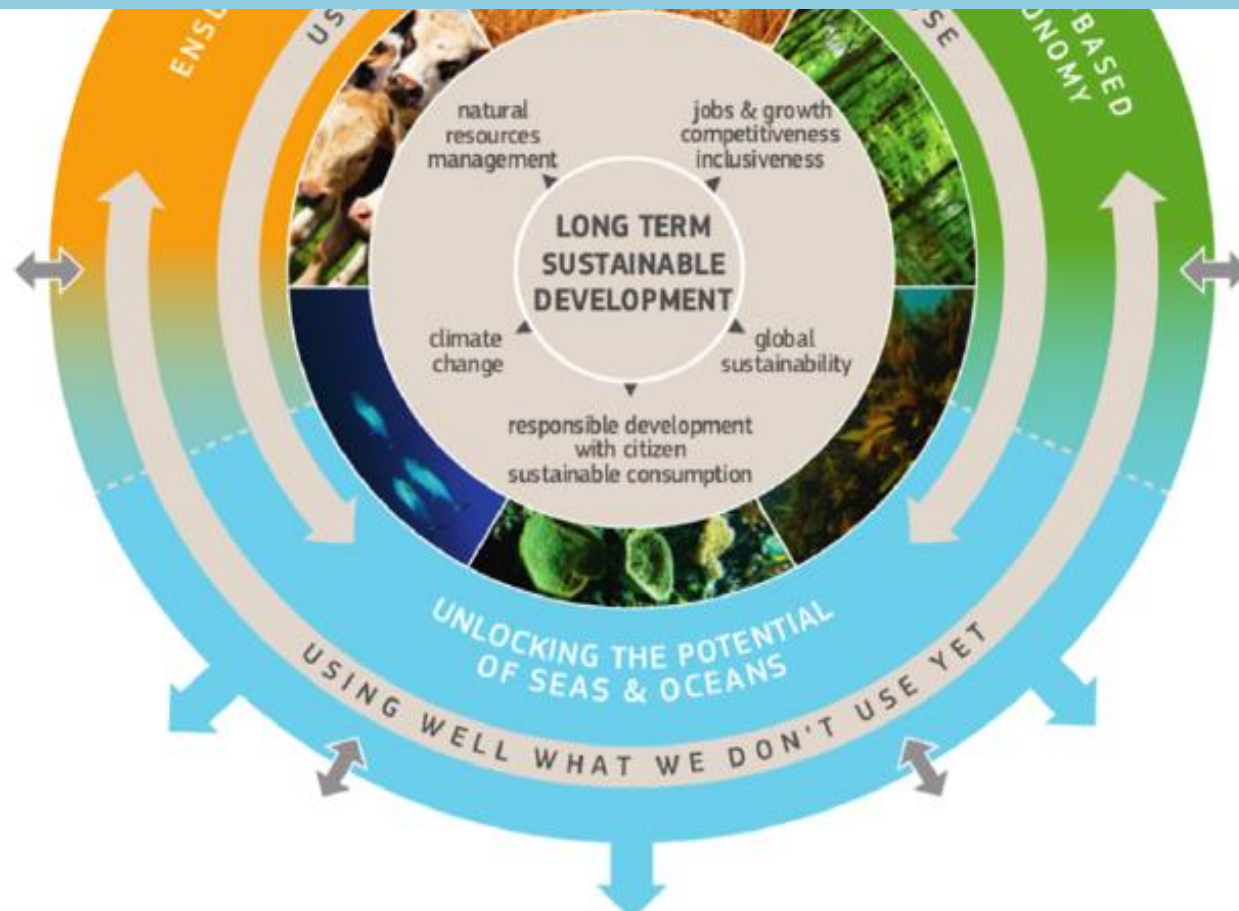 natural
resources
management
jobs & growth
competitiveness
inclusiveness
LONG TERM
SUSTAINABLE
DEVELOPMENT
climate
change
global
sustainability
responsible development
with citizen
sustainable consumption
UNLOCKING THE POTENTIAL
OF SEAS & OCEANS
USING WELL WHAT WE DON'T USE YET
BASED